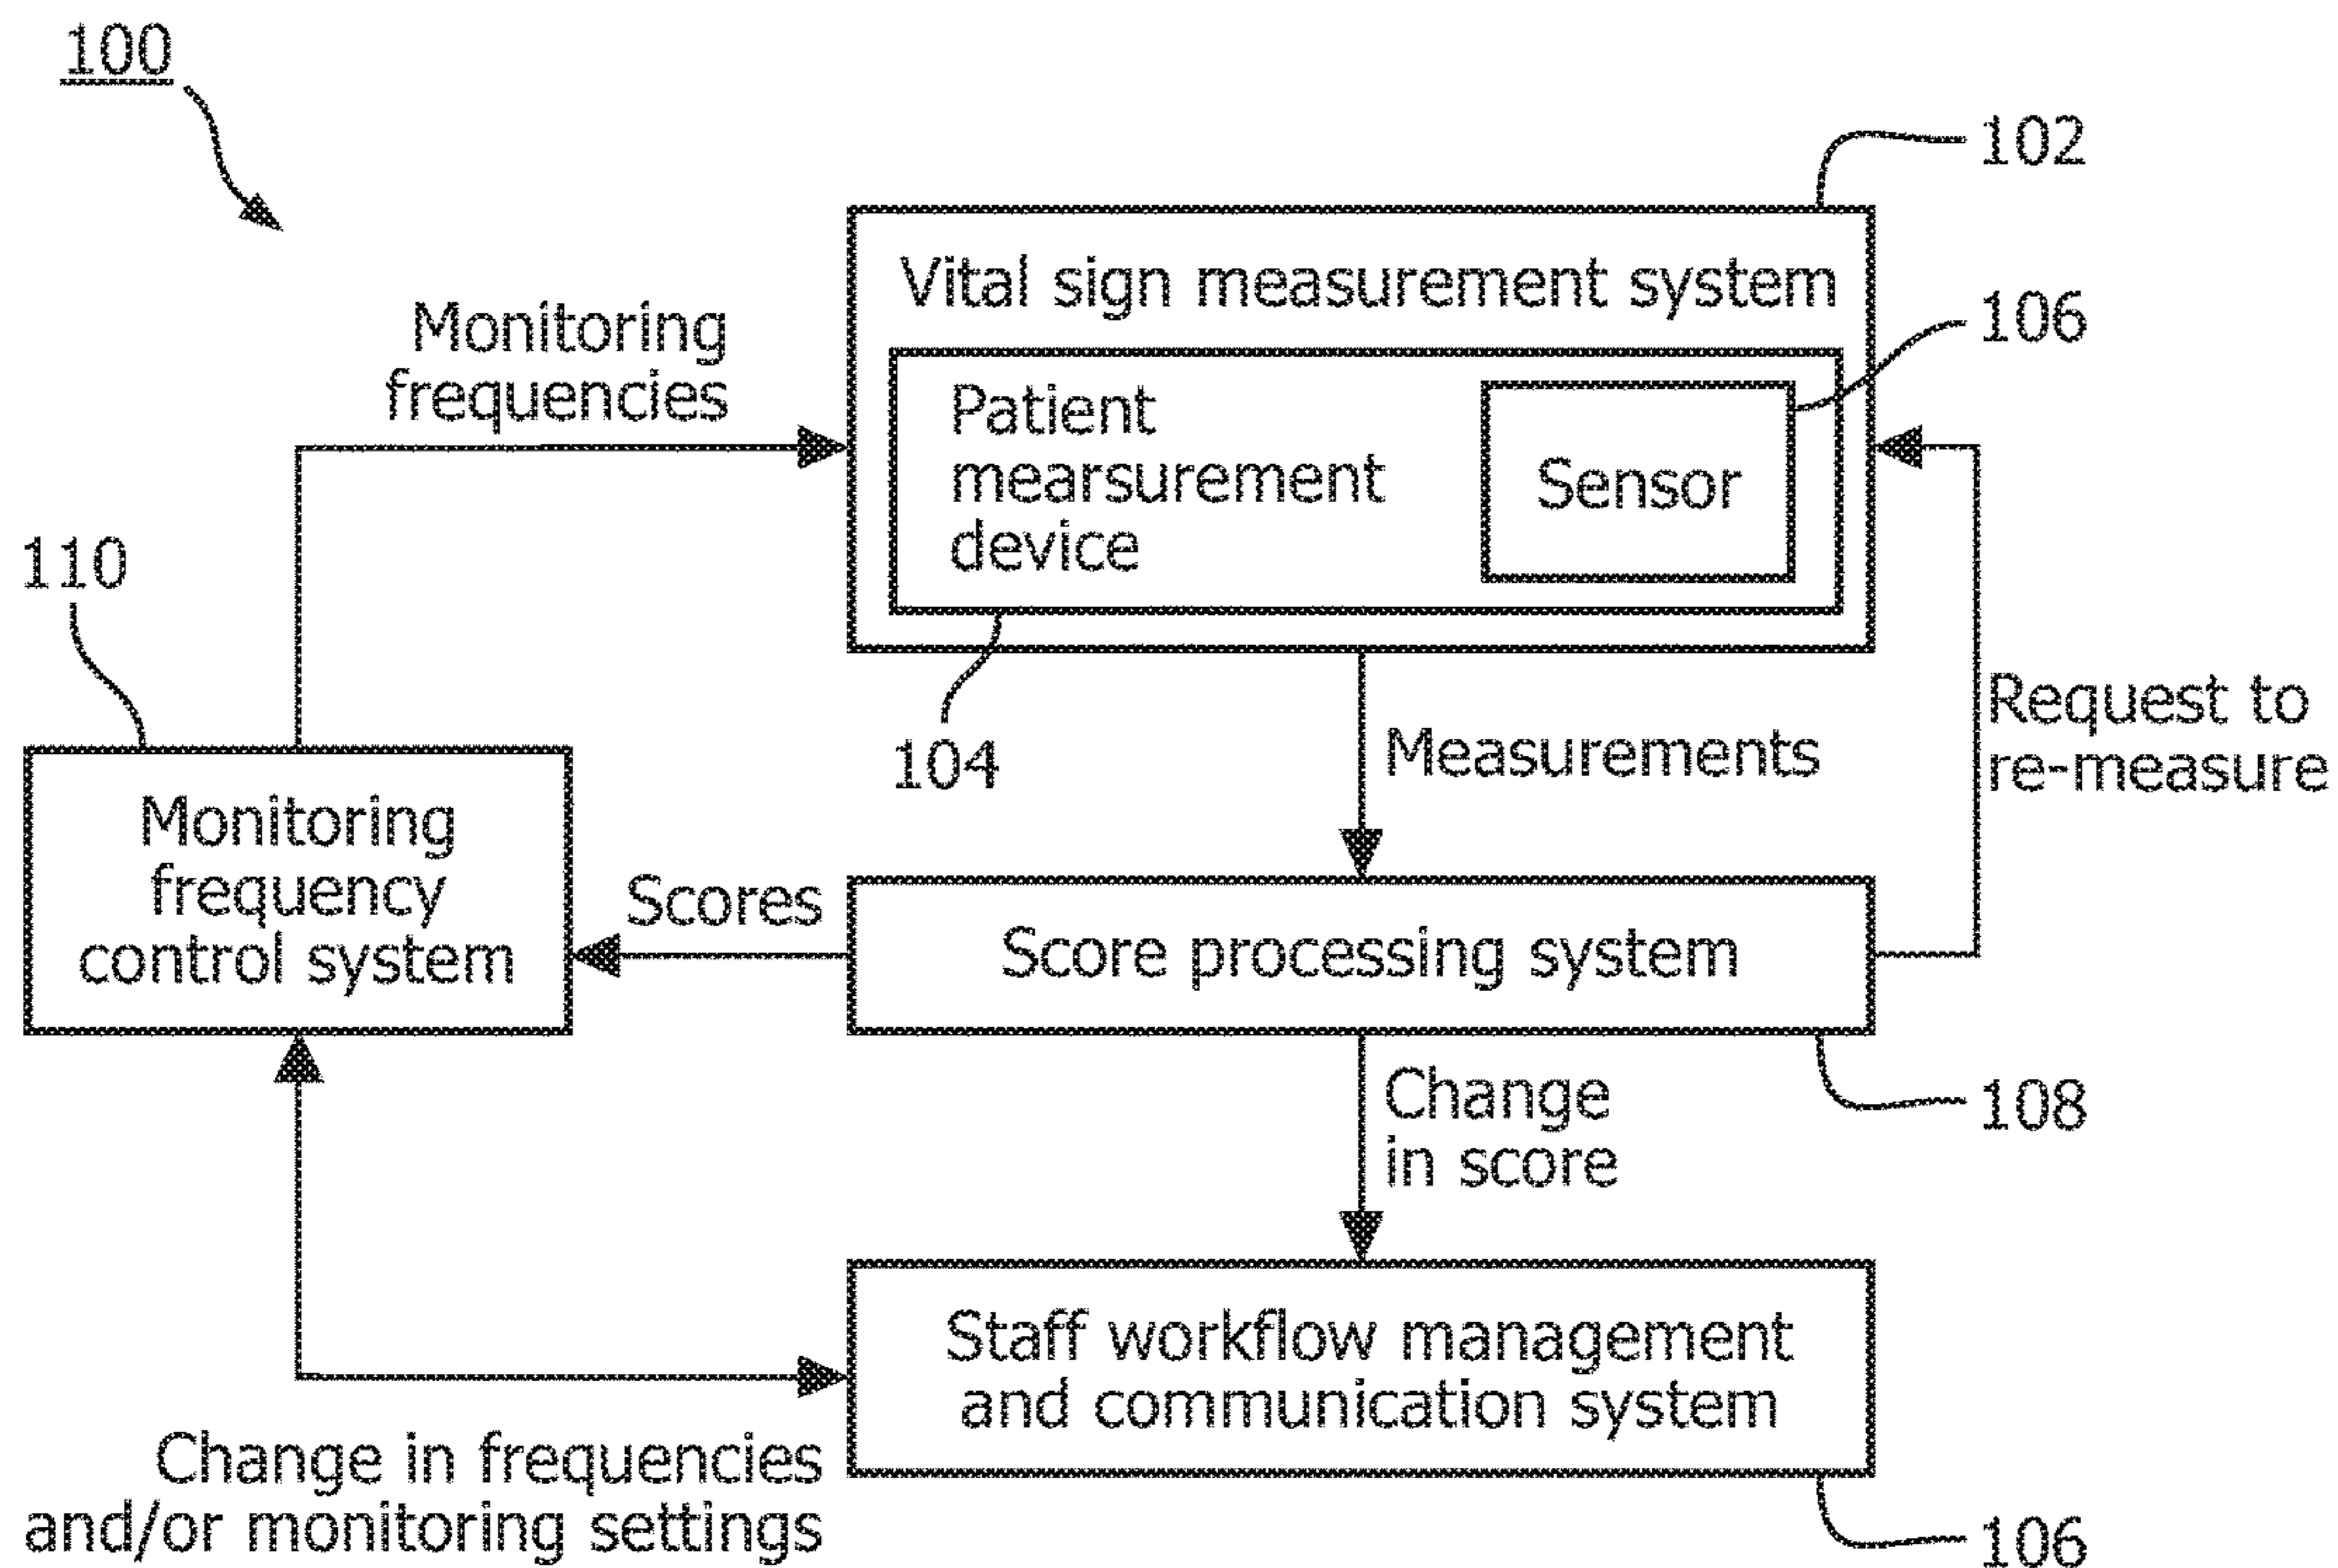 100
102
Vital sign measurement system
106
Monitoring
frequencies
Patient
mearsurement
device
Sensor
110
104
Measurements
Request to
re-measure
Monitoring
frequency
control system
Scores
Score processing system
108
Change
in score
Staff workflow management
and communication system
Change in frequencies
and/or monitoring settings
106